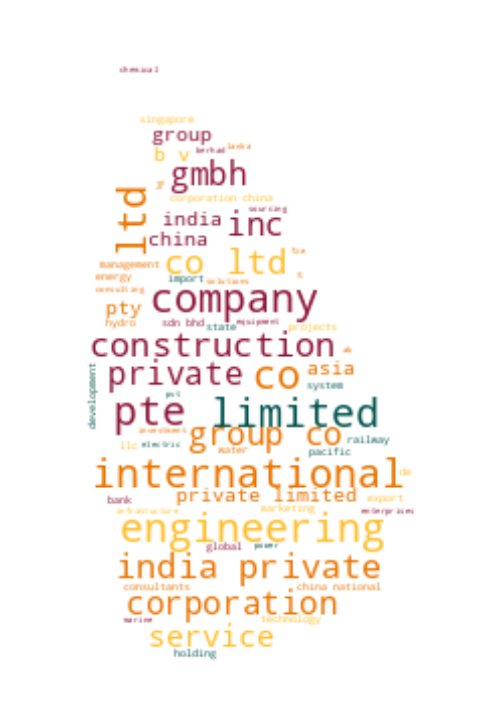 chemical
singapore
group
lanka
b v
berhad
gmbh
corporation china
ltd
sourcing
india
inc
china
co ltd
management
energy
import
solutions
consulting
company
pty
hydro
sdn bhd
state
equipment
projects
construction
private
co
asia
development
system
pvt
pte
limited
investment
group co
railway
llc
electric
water
pacific
international
de
bank
private limited
export
infrastructure
marketing
enterprises
engineering
global
power
india private
consultants
china national
corporation
marine
technology
service
holding